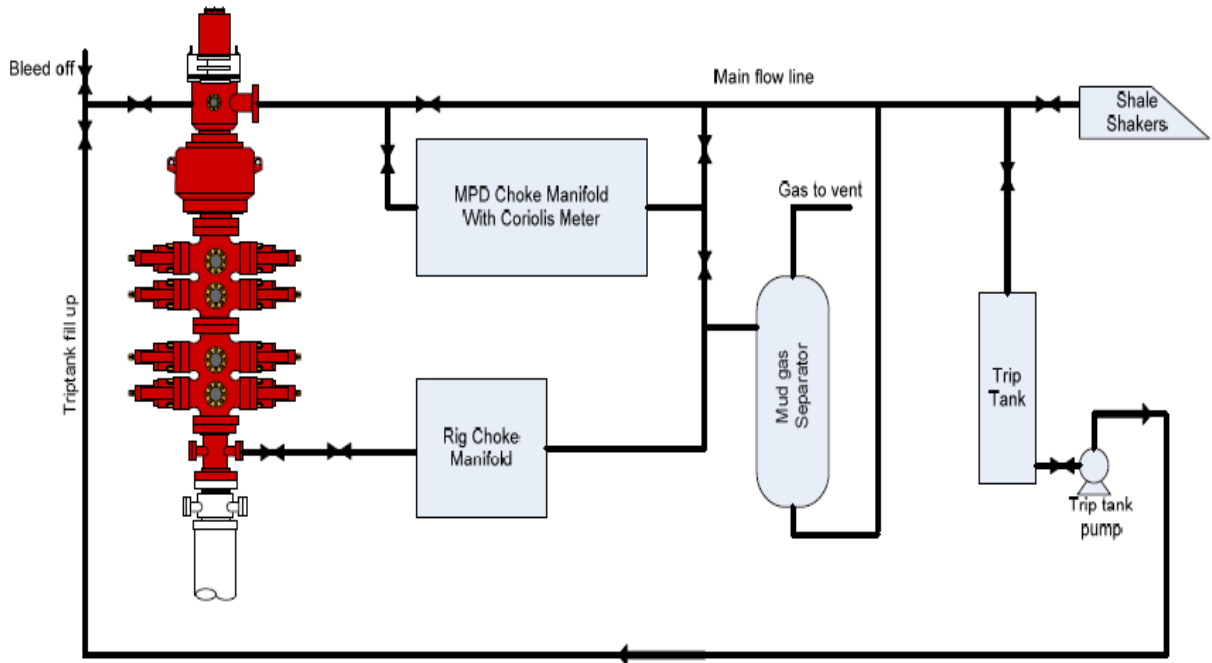 Bleed off
Main flow line
Shale
Shakers
MPD Choke Manifold
With Coriolis Meter
Gas to vent
Triptank fill up
Mud gas
Separator
Trip
Tank
Rig Choke
Manifold
Trip tank
pump